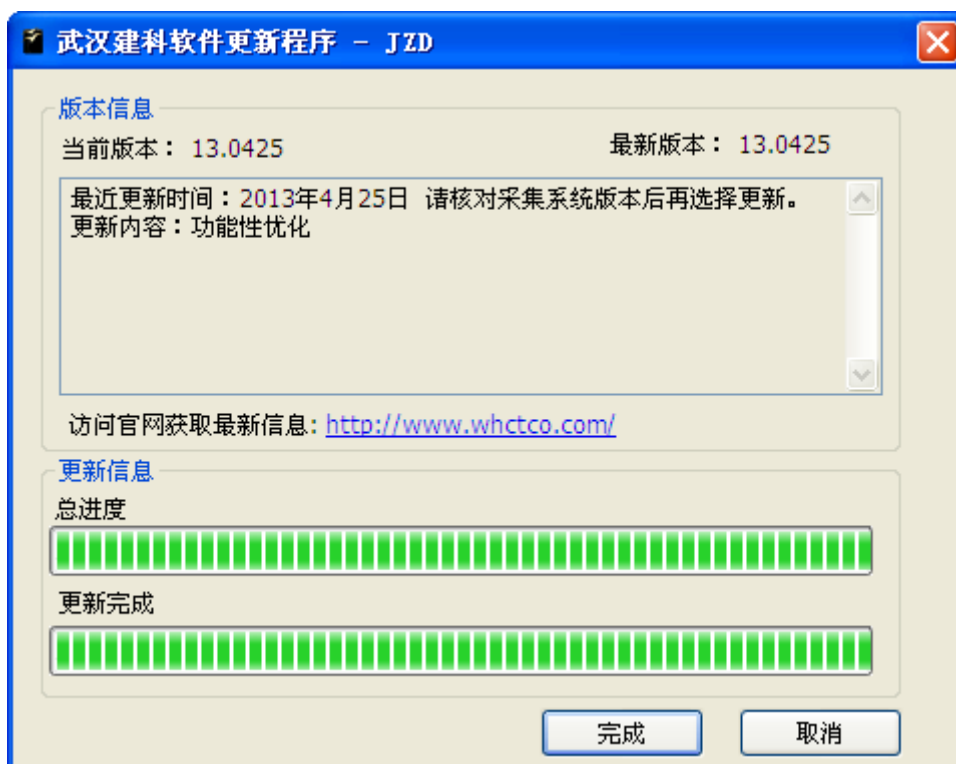 武汉建科软件更新程序 - JZD
版本信息
当前版本： 13.0425
最新版本： 13.0425
最近更新时间：2013年4月25日 请核对采集系统版本后再选择更新。
更新内容：功能性优化
访问官网获取最新信息: http://www.whctco.com/
更新信息
总进度
更新完成
完成
取消